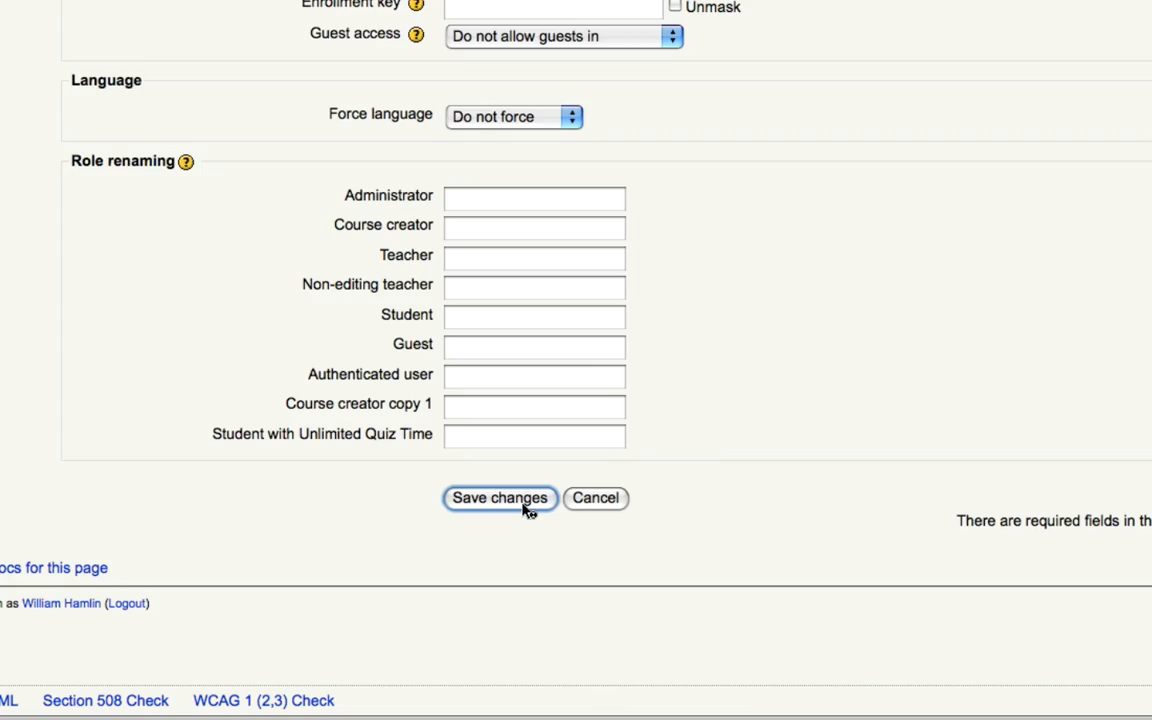 Enrollment key ? Unmask
Guest access ? Do not allow guests in
Language
Force language Do not force
Role renaming ?
Administrator
Course creator
Teacher
Non-editing teacher
Student
Guest
Authenticated user
Course creator copy 1
Student with Unlimited Quiz Time
Save changes Cancel
There are required fields in th
ocs for this page
as William Hamlin (Logout)
ML Section 508 Check WCAG 1 (2,3) Check